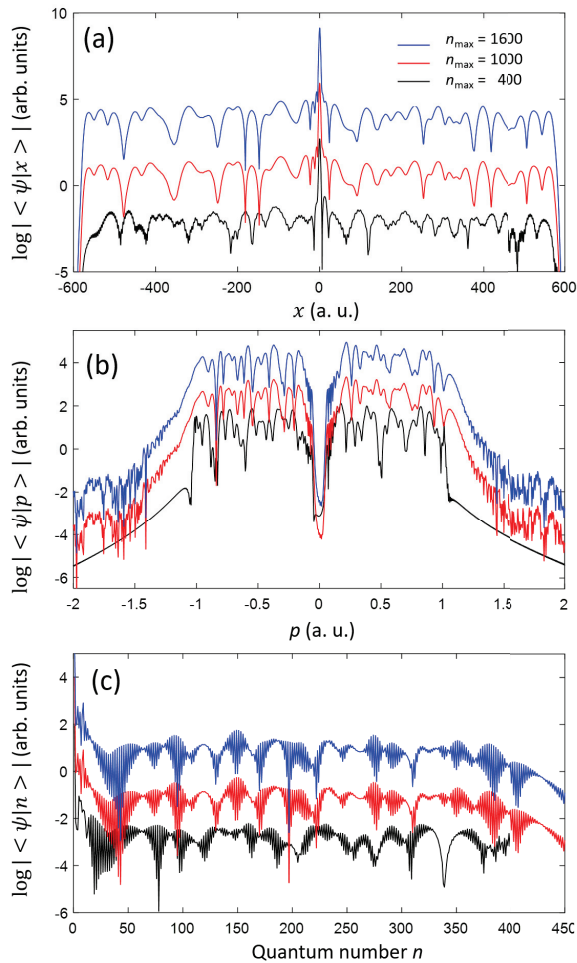 10
(a)
n_max = 1600
n_max = 1000
n_max = 400
5
0
-5
log| < ψ|x > | (arb. units)
-600 -400 -200 0 200 400 600
x (a. u.)
(b)
4
2
0
-2
-4
-6
log| < ψ|p > | (arb. units)
-2 -1.5 -1 -0.5 0 0.5 1 1.5 2
p (a. u.)
(c)
4
2
0
-2
-4
-6
log| < ψ|n > | (arb. units)
0 50 100 150 200 250 300 350 400 450
Quantum number n